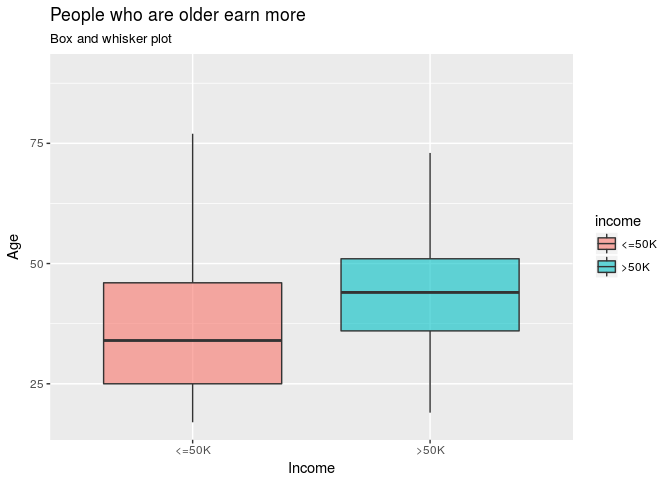 People who are older earn more
Box and whisker plot
75
50
25
Age
<=50K
>50K
Income
income
<=50K
>50K